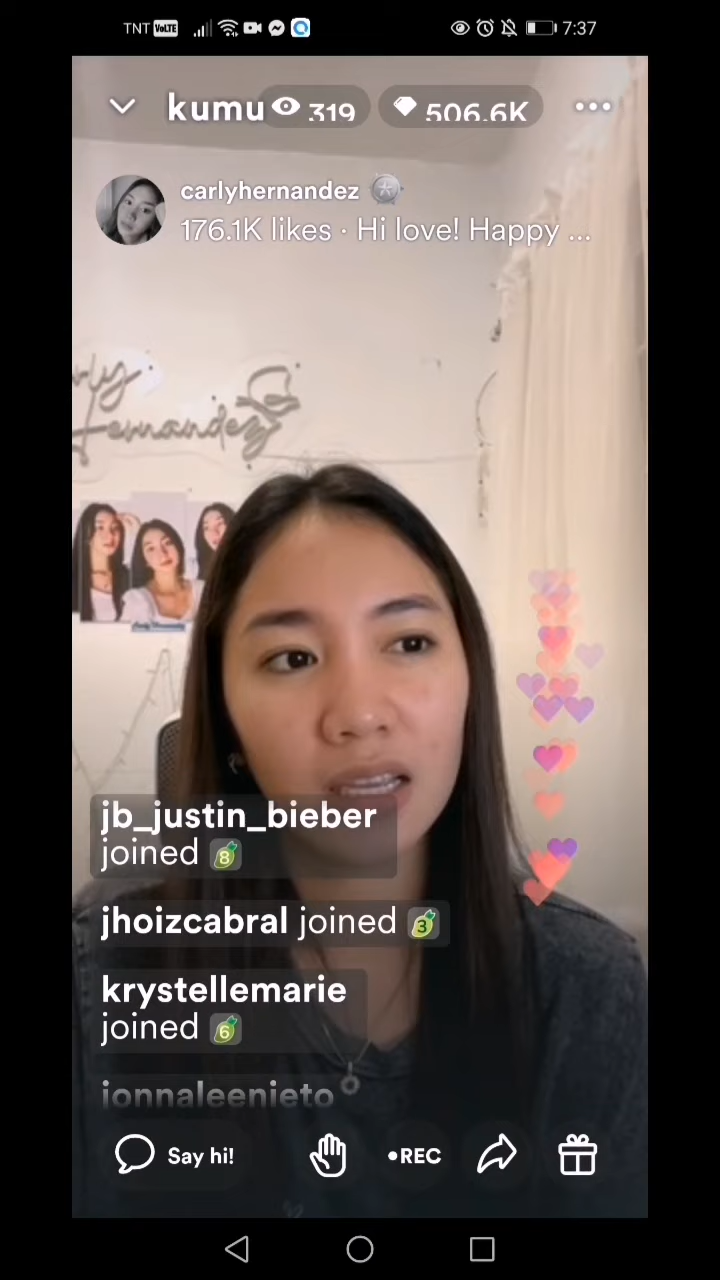 TNT VoLTE 7:37
kumu 319 506.6K
carlyhernandez
176.1K likes · Hi love! Happy ...
Hernandez
jb_justin_bieber
joined 8
jhoizcabral joined 3
krystellemarie
joined 6
jonnaleenieto
Say hi! •REC